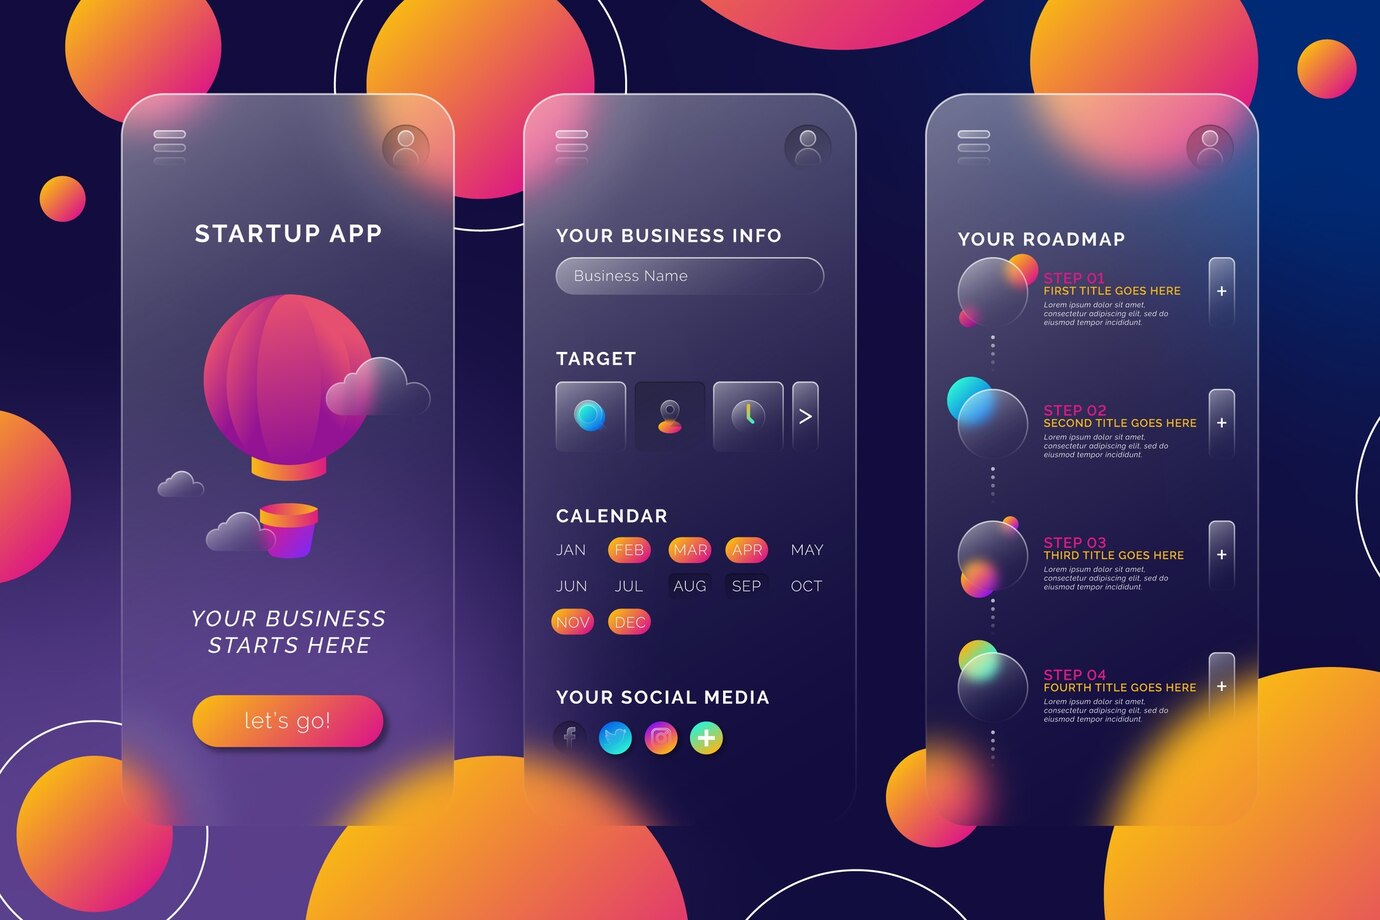 STARTUP APP
YOUR BUSINESS
STARTS HERE
let's go!
YOUR BUSINESS INFO
Business Name
TARGET
>
CALENDAR
JAN FEB MAR APR MAY
JUN JUL AUG SEP OCT
NOV DEC
YOUR SOCIAL MEDIA
f +
YOUR ROADMAP
STEP 01
FIRST TITLE GOES HERE
Lorem ipsum dolor sit amet,
consectetur adipiscing elit, sed do
eiusmod tempor incididunt.
+
STEP 02
SECOND TITLE GOES HERE
Lorem ipsum dolor sit amet,
consectetur adipiscing elit, sed do
eiusmod tempor incididunt.
+
STEP 03
THIRD TITLE GOES HERE
Lorem ipsum dolor sit amet,
consectetur adipiscing elit, sed do
eiusmod tempor incididunt.
+
STEP 04
FOURTH TITLE GOES HERE
Lorem ipsum dolor sit amet,
consectetur adipiscing elit, sed do
eiusmod tempor incididunt.
+